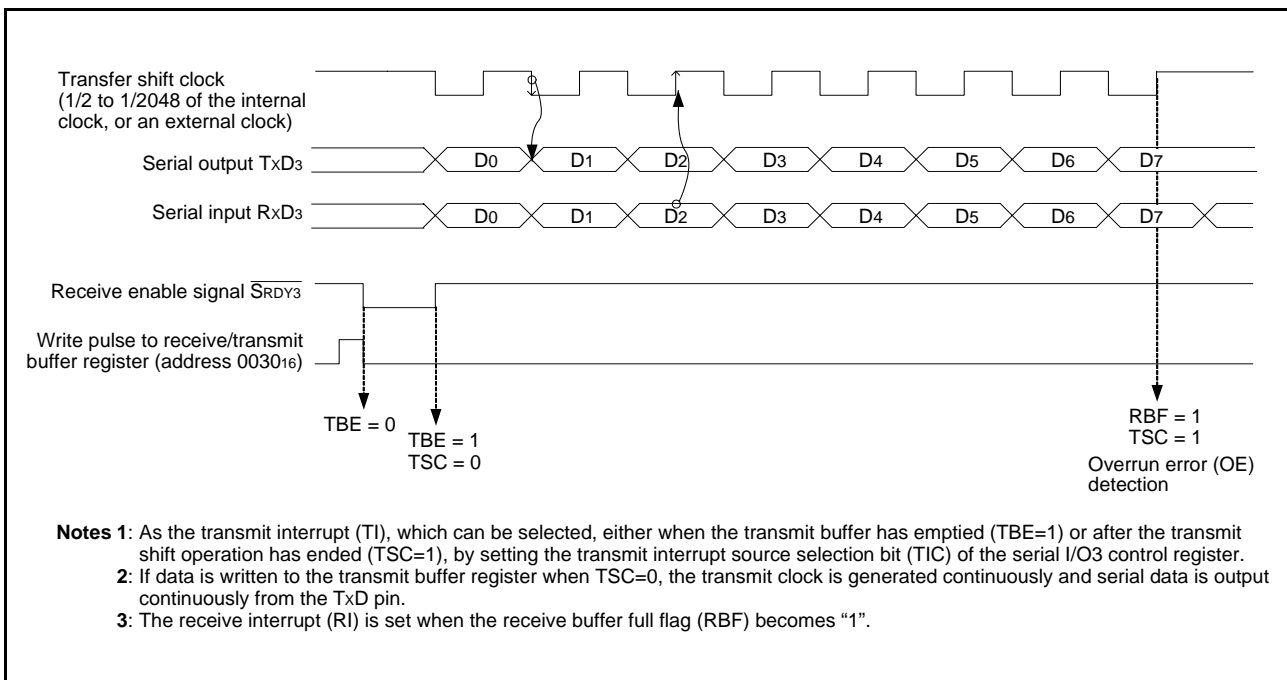 Transfer shift clock
(1/2 to 1/2048 of the internal
clock, or an external clock)
Serial output TxD3
D0 D1 D2 D3 D4 D5 D6 D7
Serial input RxD3
D0 D1 D2 D3 D4 D5 D6 D7
Receive enable signal SRDY3
Write pulse to receive/transmit
buffer register (address 003016)
TBE = 0
TBE = 1
TSC = 0
RBF = 1
TSC = 1
Overrun error (OE)
detection
Notes 1: As the transmit interrupt (TI), which can be selected, either when the transmit buffer has emptied (TBE=1) or after the transmit
shift operation has ended (TSC=1), by setting the transmit interrupt source selection bit (TIC) of the serial I/O3 control register.
2: If data is written to the transmit buffer register when TSC=0, the transmit clock is generated continuously and serial data is output
continuously from the TxD pin.
3: The receive interrupt (RI) is set when the receive buffer full flag (RBF) becomes “1”.